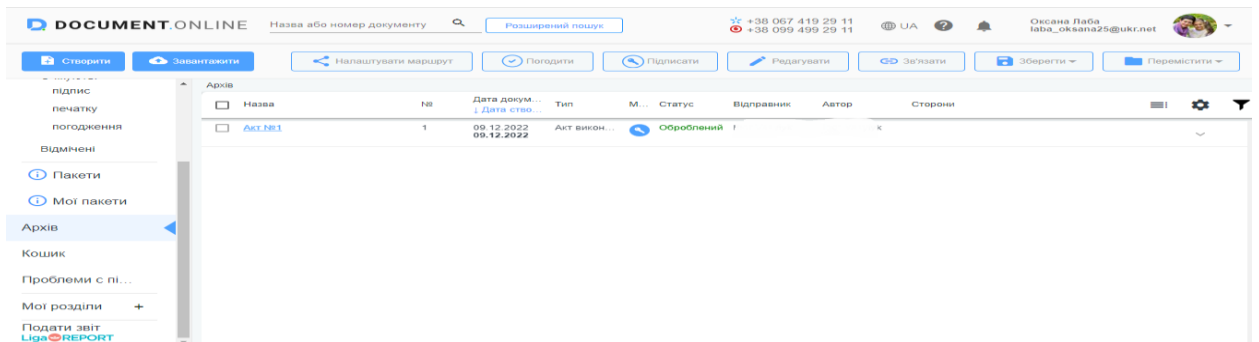 DOCUMENT.ONLINE
Назва або номер документу
Розширений пошук
+38 067 419 29 11
+38 099 499 29 11
UA
Оксана Лаба
laba_oksana25@ukr.net
Створити
Завантажити
Налаштувати маршрут
Погодити
Підписати
Редагувати
Зв'язати
Зберегти
Перемістити
підпис
печатку
погодження
Відмічені
Пакети
Мої пакети
Архів
Кошик
Проблеми с пі...
Мої розділи +
Подати звіт
Liga REPORT
Архів
Назва
№
Дата докум...
↓ Дата ство...
Тип
М...
Статус
Відправник
Автор
Сторони
Акт №1
1
09.12.2022
09.12.2022
Акт викон...
Оброблений